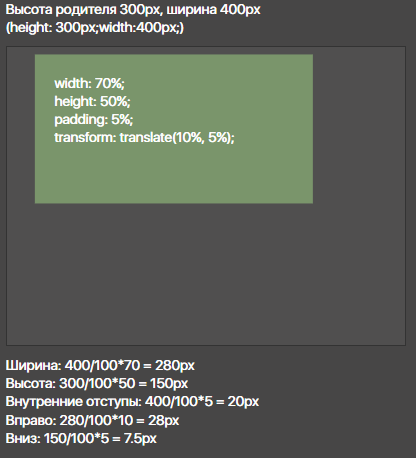 Высота родителя 300px, ширина 400px
(height: 300px;width:400px;)
width: 70%;
height: 50%;
padding: 5%;
transform: translate(10%, 5%);
Ширина: 400/100*70 = 280px
Высота: 300/100*50 = 150px
Внутренние отступы: 400/100*5 = 20px
Вправо: 280/100*10 = 28px
Вниз: 150/100*5 = 7.5px